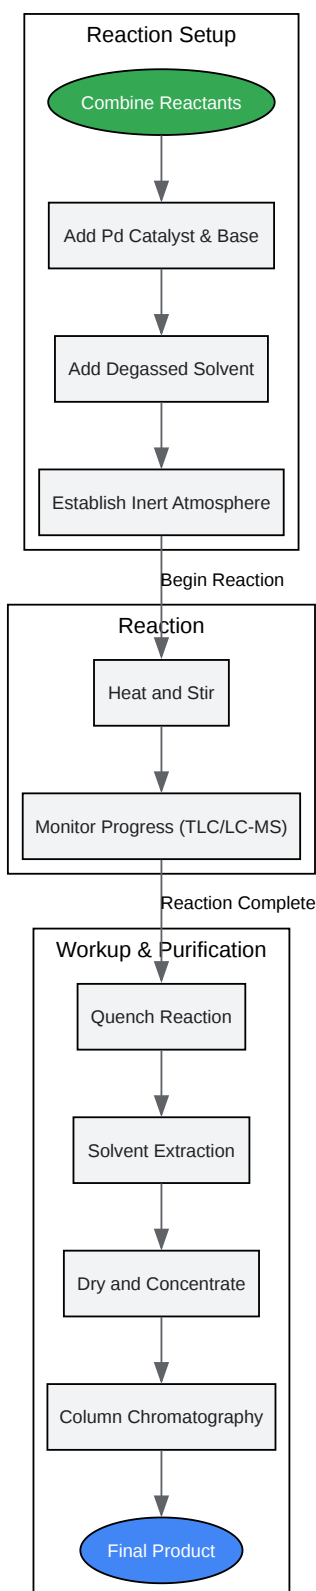 Reaction Setup
Combine Reactants
Add Pd Catalyst & Base
Add Degassed Solvent
Establish Inert Atmosphere
Begin Reaction
Reaction
Heat and Stir
Monitor Progress (TLC/LC-MS)
Reaction Complete
Workup & Purification
Quench Reaction
Solvent Extraction
Dry and Concentrate
Column Chromatography
Final Product